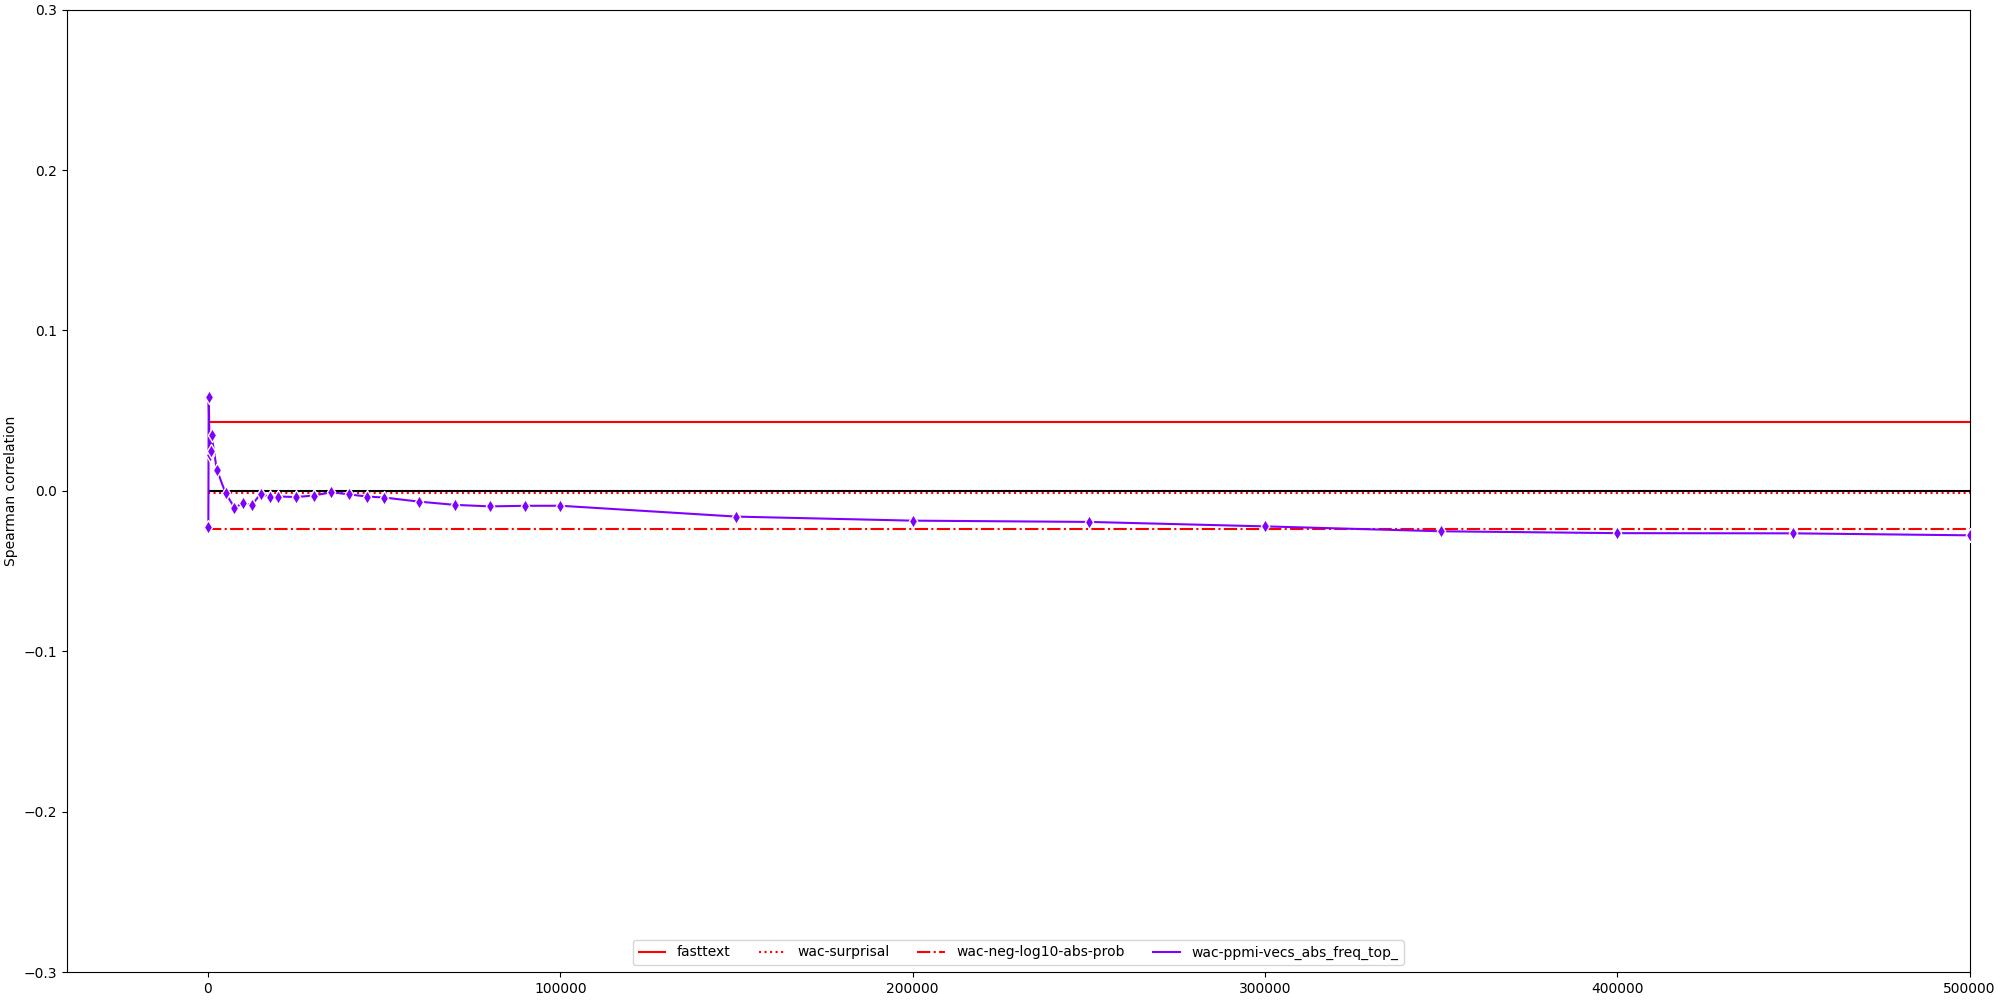 0.3
0.2
0.1
0.0
−0.1
−0.2
−0.3
Spearman correlation
fasttext wac-surprisal wac-neg-log10-abs-prob wac-ppmi-vecs_abs_freq_top_
0 100000 200000 300000 400000 500000